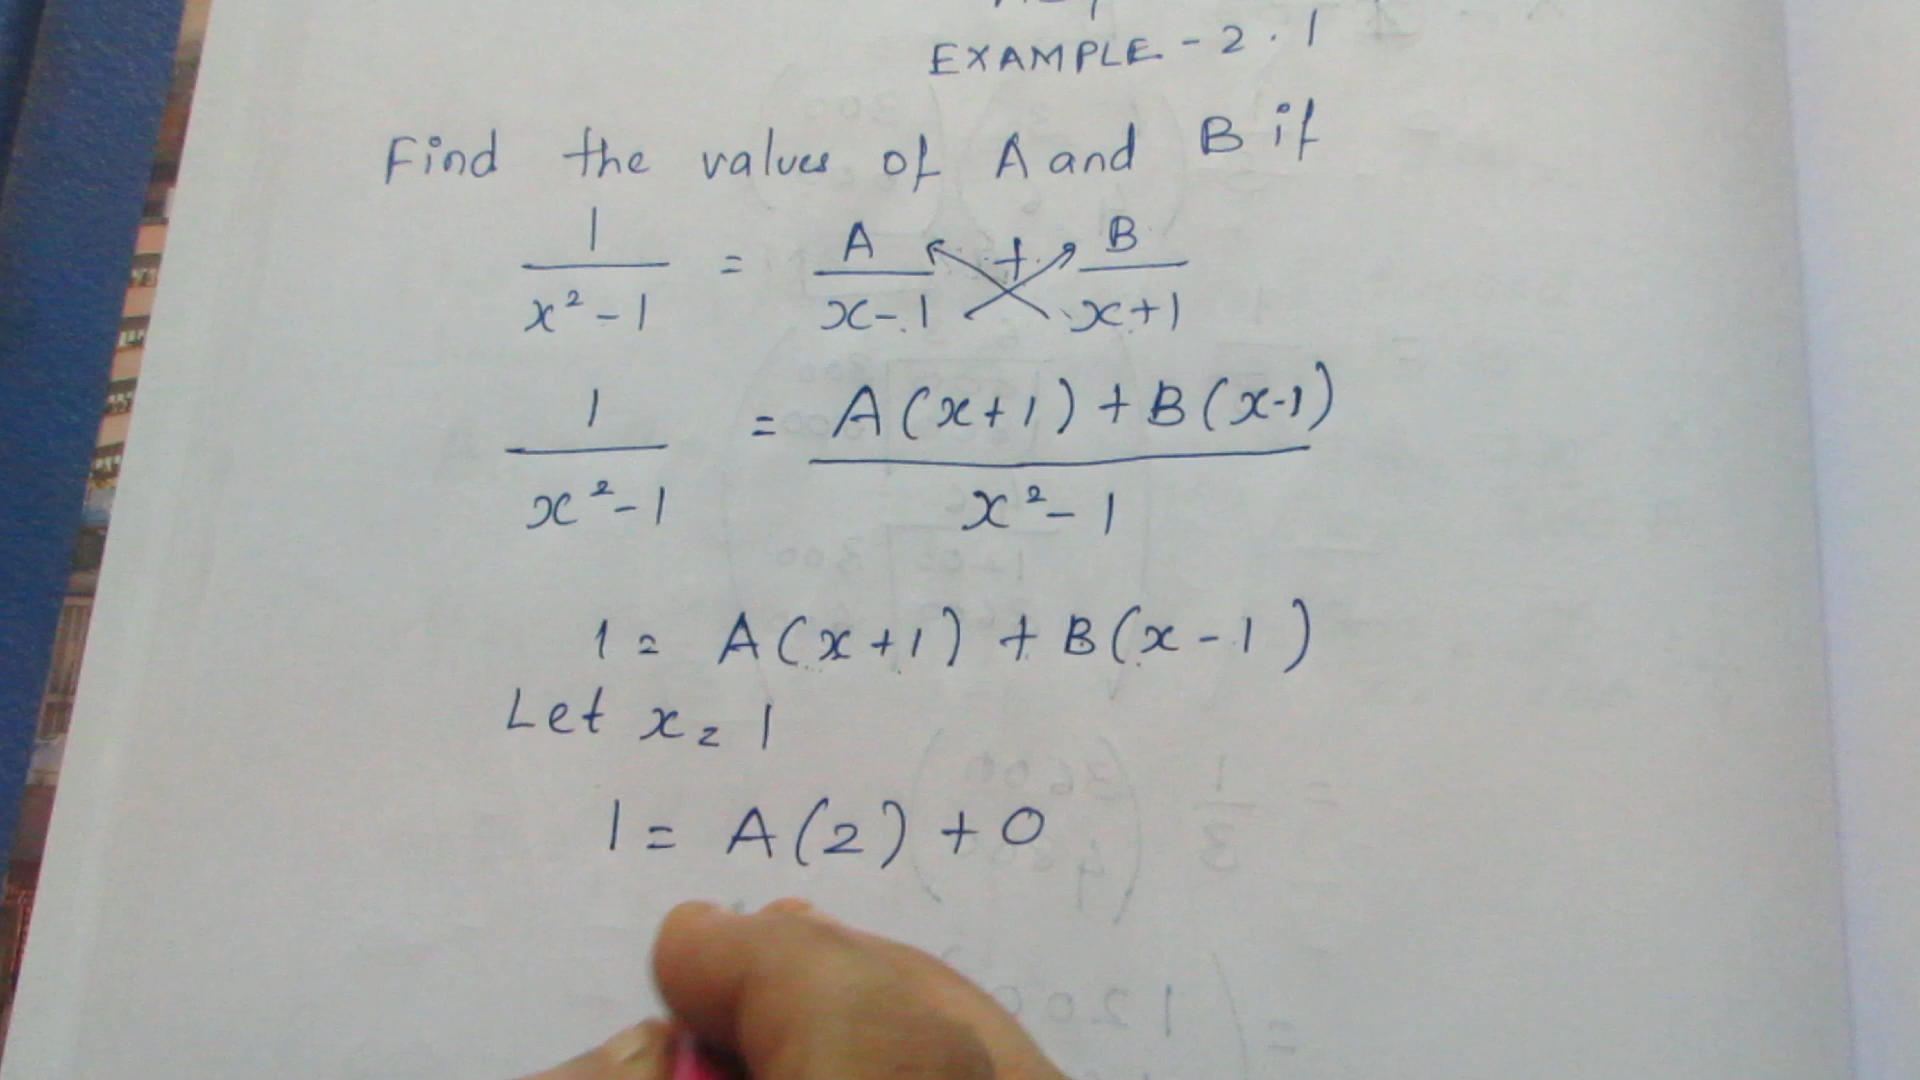 EXAMPLE - 2.1
Find the values of A and B if
1/(x² - 1) = A/(x - 1) + B/(x + 1)
1/(x² - 1) = (A(x+1) + B(x-1))/(x² - 1)
1 = A(x+1) + B(x - 1)
Let x = 1
1 = A(2) + 0